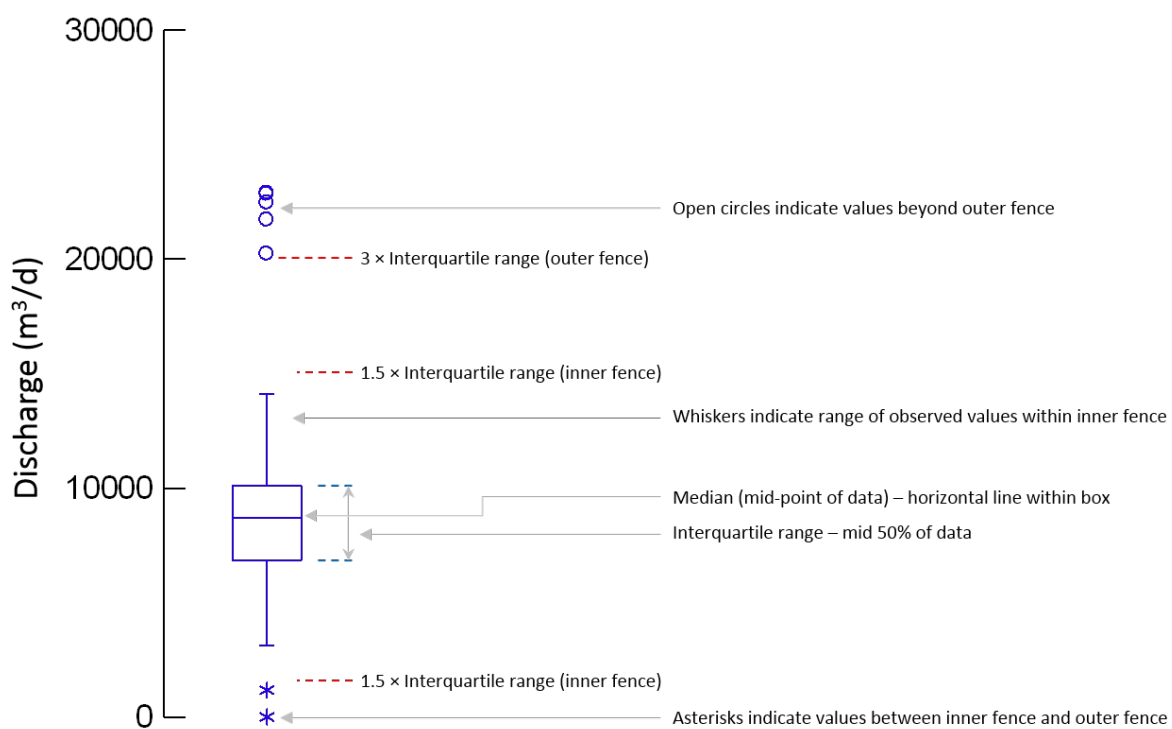 30000
Open circles indicate values beyond outer fence
20000
3 × Interquartile range (outer fence)
Discharge (m³/d)
1.5 × Interquartile range (inner fence)
Whiskers indicate range of observed values within inner fence
10000
Median (mid-point of data) – horizontal line within box
Interquartile range – mid 50% of data
1.5 × Interquartile range (inner fence)
0
Asterisks indicate values between inner fence and outer fence